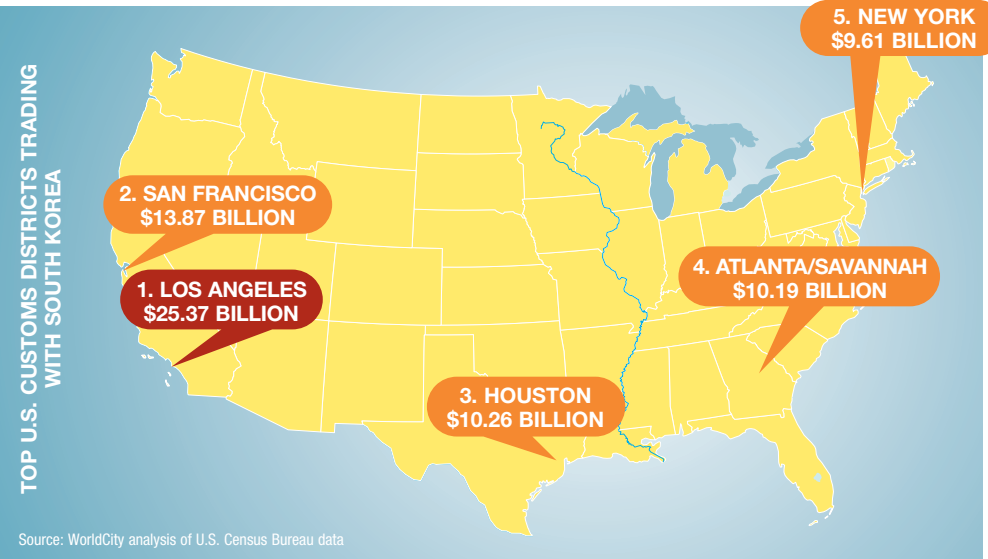 TOP U.S. CUSTOMS DISTRICTS TRADING
WITH SOUTH KOREA
5. NEW YORK
$9.61 BILLION
2. SAN FRANCISCO
$13.87 BILLION
4. ATLANTA/SAVANNAH
$10.19 BILLION
1. LOS ANGELES
$25.37 BILLION
3. HOUSTON
$10.26 BILLION
Source: WorldCity analysis of U.S. Census Bureau data